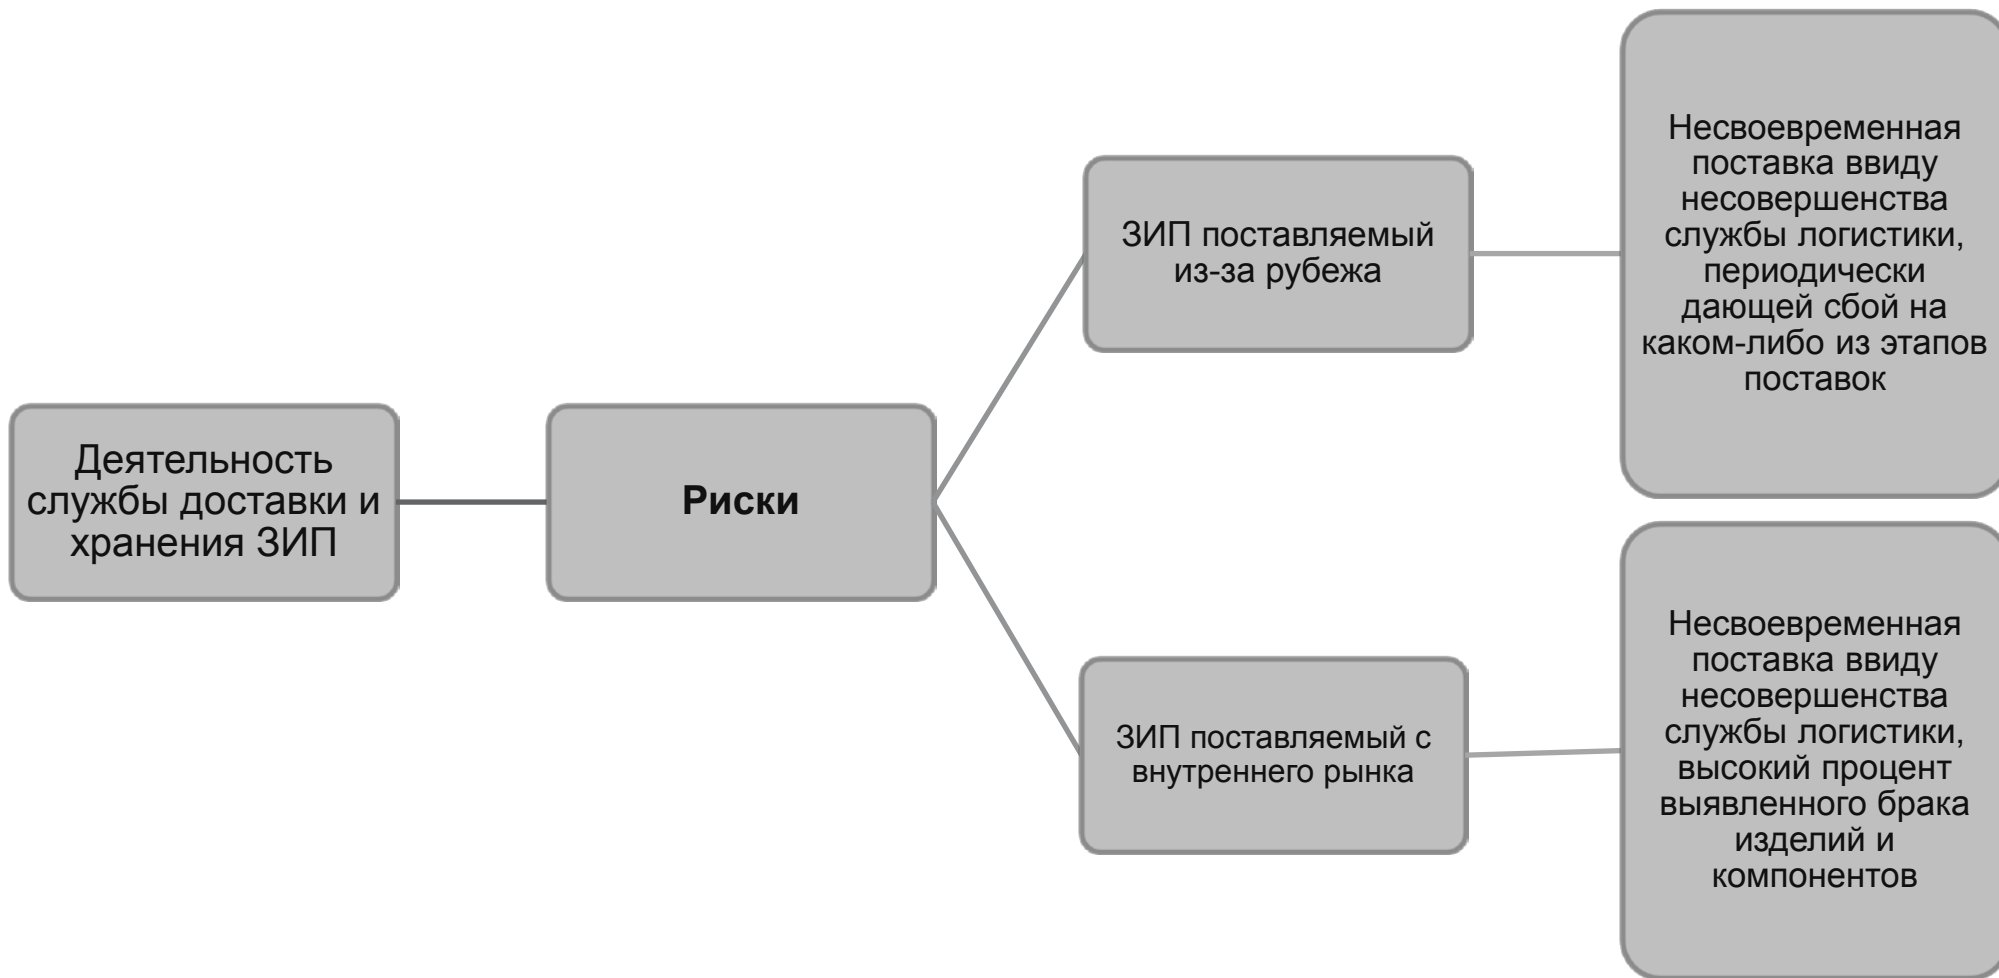 Деятельность
службы доставки и
хранения ЗИП
Риски
ЗИП поставляемый
из-за рубежа
Несвоевременная
поставка ввиду
несовершенства
службы логистики,
периодически
дающей сбой на
каком-либо из этапов
поставок
ЗИП поставляемый с
внутреннего рынка
Несвоевременная
поставка ввиду
несовершенства
службы логистики,
высокий процент
выявленного брака
изделий и
компонентов